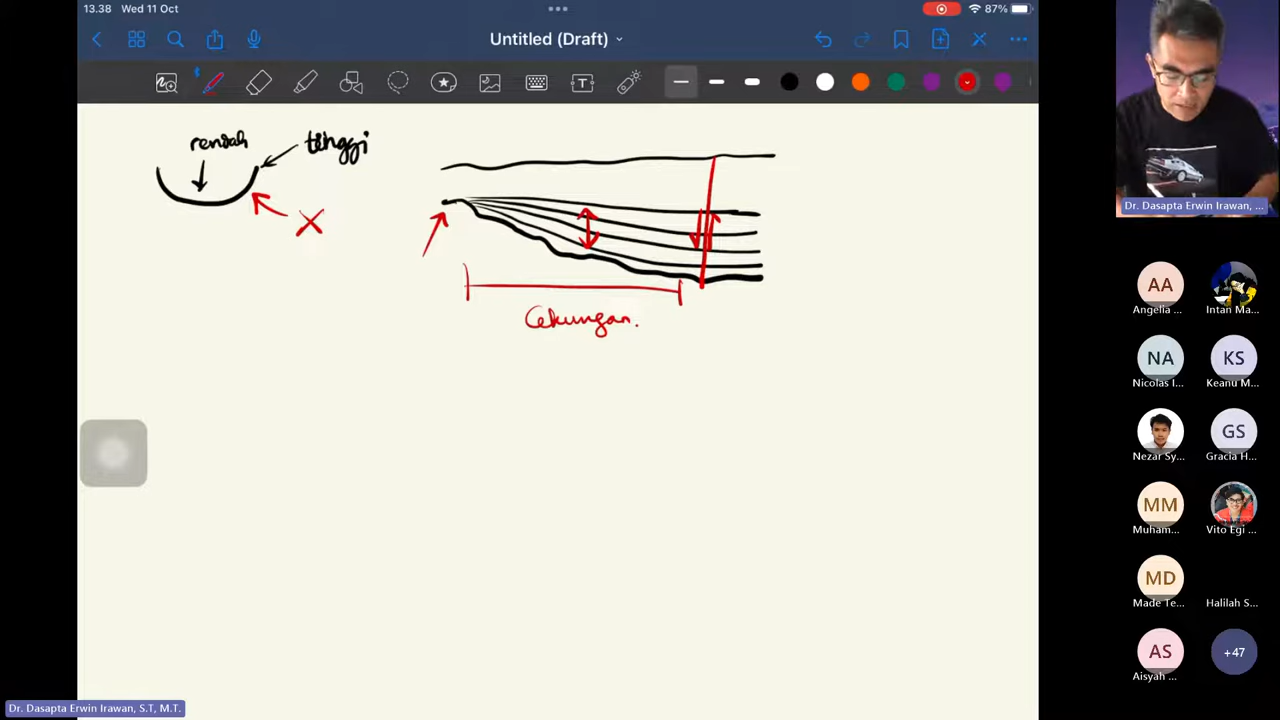 13.38 Wed 11 Oct
87%
Untitled (Draft)
T
rendah
tinggi
X
Cekungan.
Dr. Dasapta Erwin Irawan, ...
AA
Angelia ...
Intan Ma...
NA
Nicolas I...
KS
Keanu M...
Nezar Sy...
GS
Gracia H...
MM
Muham...
Vito Egi ...
MD
Made Te...
Halilah S...
AS
Aisyah ...
+47
Dr. Dasapta Erwin Irawan, S.T, M.T.